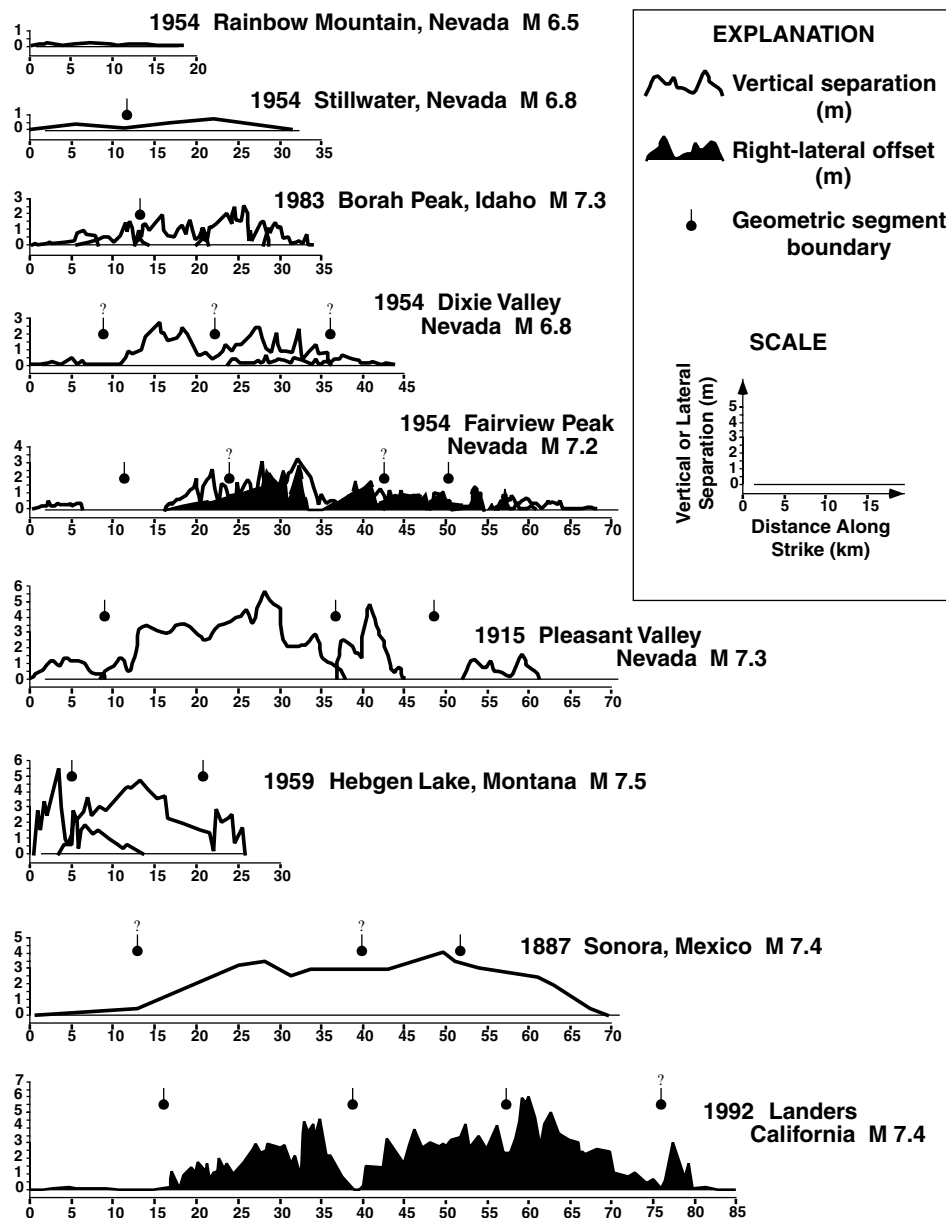 1954 Rainbow Mountain, Nevada M 6.5
1
0
0 5 10 15 20
1954 Stillwater, Nevada M 6.8
1
0
0 5 10 15 20 25 30 35
1983 Borah Peak, Idaho M 7.3
3
2
1
0
0 5 10 15 20 25 30 35
1954 Dixie Valley
Nevada M 6.8
? ? ?
3
2
1
0
0 5 10 15 20 25 30 35 40 45
1954 Fairview Peak
Nevada M 7.2
? ?
4
3
2
1
0
0 5 10 15 20 25 30 35 40 45 50 55 60 65 70
1915 Pleasant Valley
Nevada M 7.3
6
5
4
3
2
1
0
0 5 10 15 20 25 30 35 40 45 50 55 60 65 70
1959 Hebgen Lake, Montana M 7.5
6
5
4
3
2
1
0
0 5 10 15 20 25 30
1887 Sonora, Mexico M 7.4
? ?
5
4
3
2
1
0
0 5 10 15 20 25 30 35 40 45 50 55 60 65 70
1992 Landers
California M 7.4
?
7
6
5
4
3
2
1
0
0 5 10 15 20 25 30 35 40 45 50 55 60 65 70 75 80 85
EXPLANATION
Vertical separation
(m)
Right-lateral offset
(m)
Geometric segment
boundary
SCALE
Vertical or Lateral
Separation (m)
5
4
3
2
1
0
0 5 10 15
Distance Along
Strike (km)